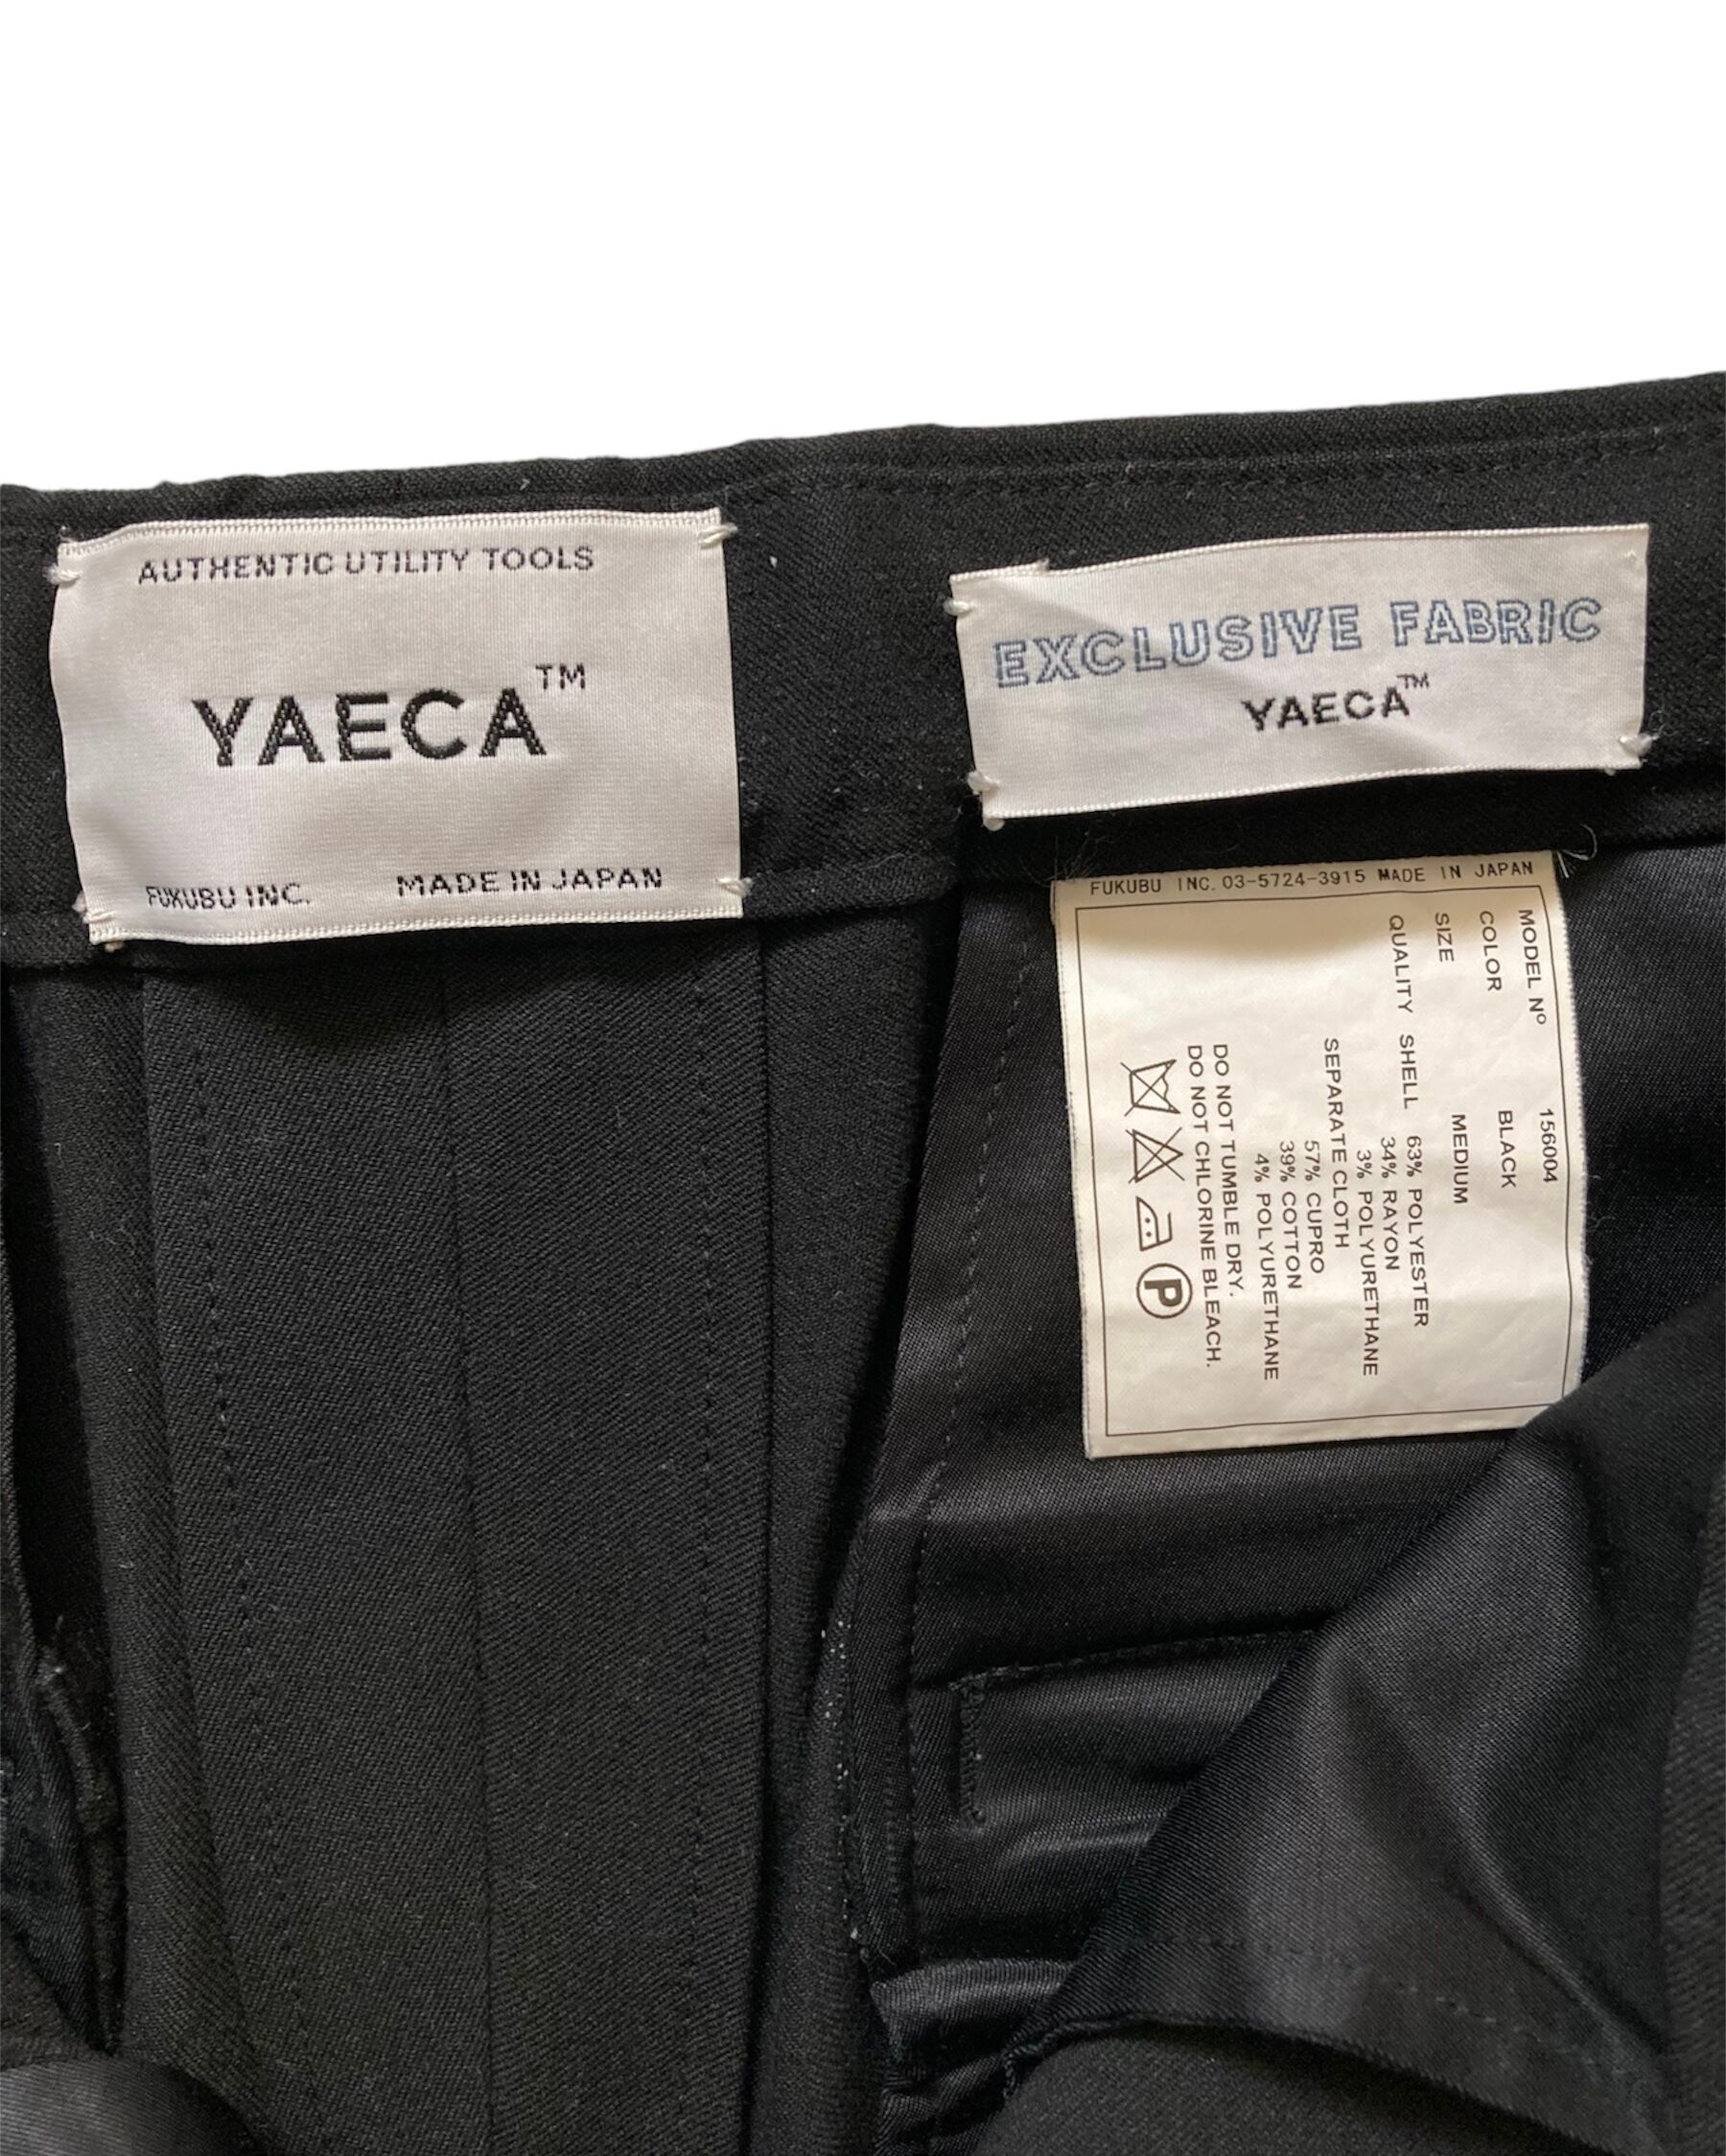 AUTHENTIC UTILITY TOOLS
YAECA™
FUKUBU INC. MADE IN JAPAN
EXCLUSIVE FABRIC
YAECA™
FUKUBU INC. 03-5724-3915 MADE IN JAPAN
MODEL Nº 156004
COLOR BLACK
SIZE MEDIUM
QUALITY SHELL 63% POLYESTER
34% RAYON
3% POLYURETHANE
SEPARATE CLOTH
57% CUPRO
39% COTTON
4% POLYURETHANE
DO NOT TUMBLE DRY.
DO NOT CHLORINE BLEACH.
P